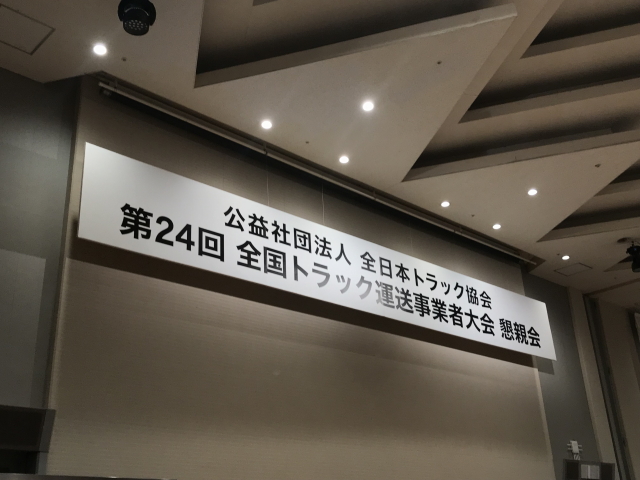 公益社団法人 全日本トラック協会
第24回 全国トラック運送事業者大会 懇親会